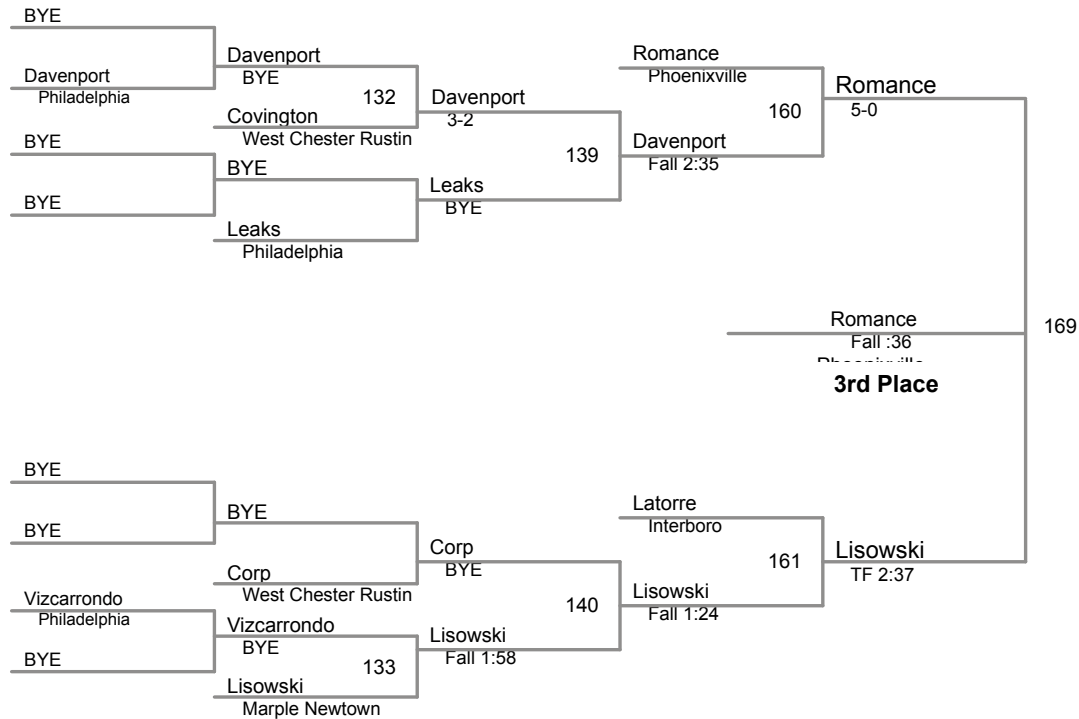 BYE
Davenport
Philadelphia
BYE
BYE
Davenport
BYE
132
Covington
West Chester Rustin
BYE
Leaks
Philadelphia
Davenport
3-2
139
Leaks
BYE
Romance
Phoenixville
160
Davenport
Fall 2:35
Romance
5-0
Romance
Fall :36
Phoenixville
3rd Place
169
BYE
BYE
Vizcarrondo
Philadelphia
BYE
BYE
Corp
West Chester Rustin
Vizcarrondo
BYE
133
Lisowski
Marple Newtown
Corp
BYE
140
Lisowski
Fall 1:58
Latorre
Interboro
161
Lisowski
Fall 1:24
Lisowski
TF 2:37